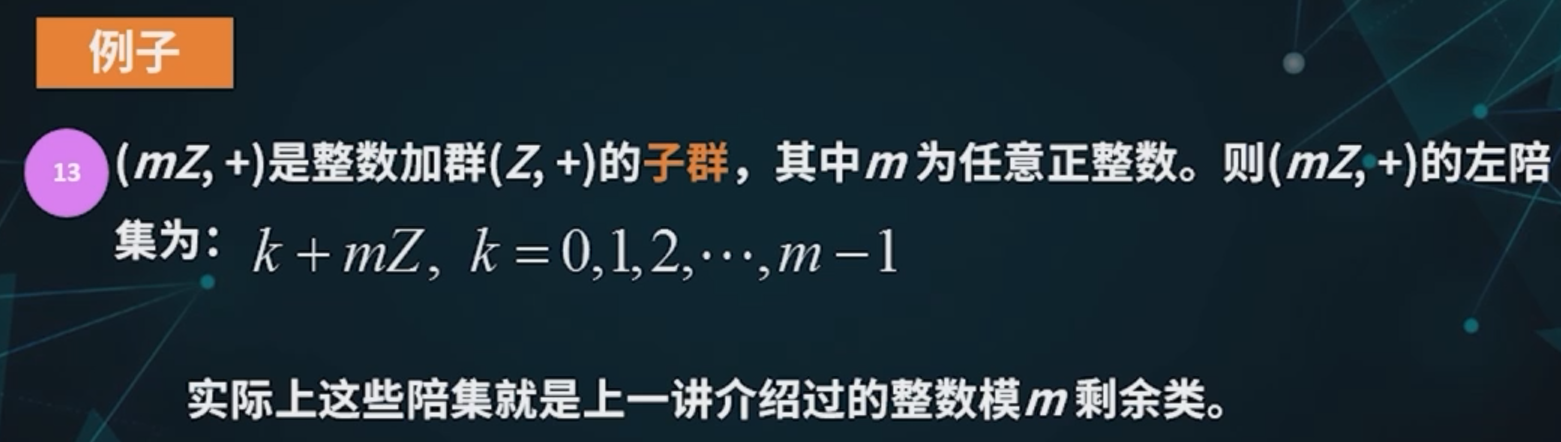 例子
13
(mZ, +)是整数加群(Z, +)的子群，其中m为任意正整数。则(mZ,+)的左陪
集为： k + mZ, k = 0,1,2,⋯,m −1
实际上这些陪集就是上一讲介绍过的整数模m剩余类。